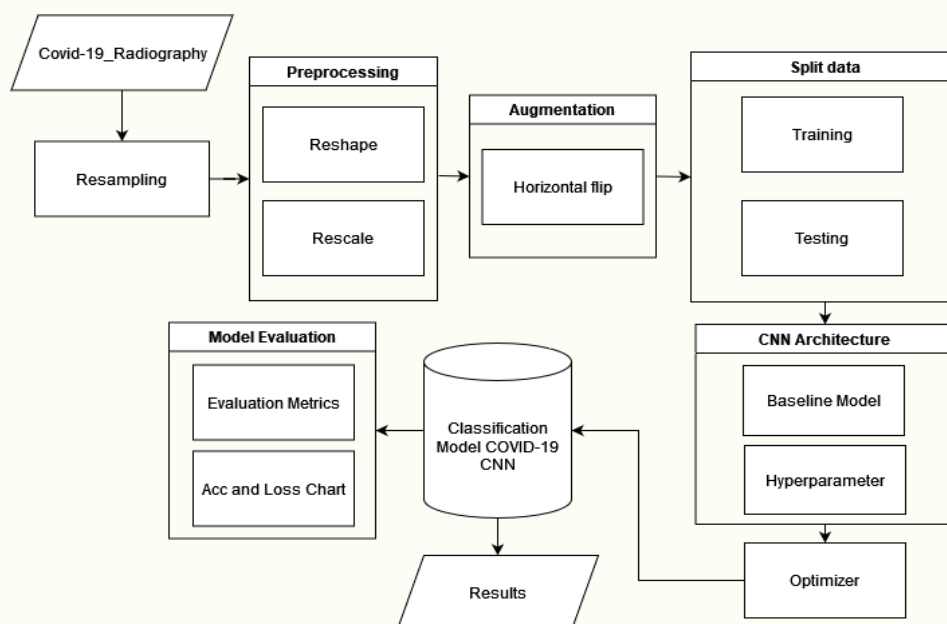 Covid-19_Radiography
Resampling
Preprocessing
Reshape
Rescale
Augmentation
Horizontal flip
Split data
Training
Testing
CNN Architecture
Baseline Model
Hyperparameter
Optimizer
Classification
Model COVID-19
CNN
Results
Model Evaluation
Evaluation Metrics
Acc and Loss Chart